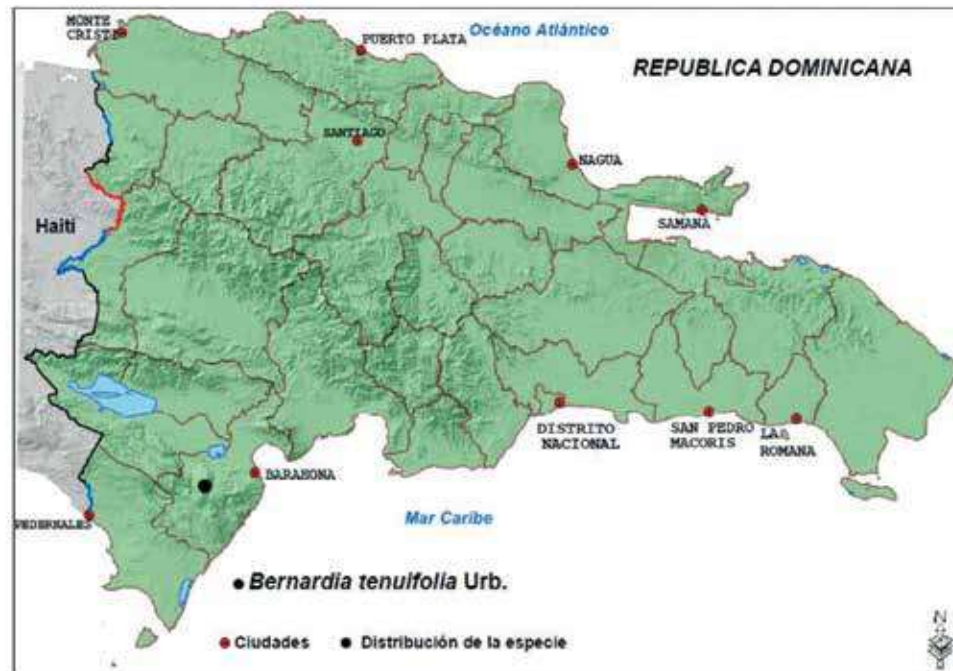 MONTE
CRISTI
PUERTO PLATA
Océano Atlántico
REPUBLICA DOMINICANA
SANTIAGO
NAGUA
SAMANA
Haiti
DISTRITO
NACIONAL
SAN PEDRO
MACORIS
LA
ROMANA
BARAHONA
PEDERNALES
Mar Caribe
Bernardia tenuifolia Urb.
Ciudades
Distribución de la especie
N